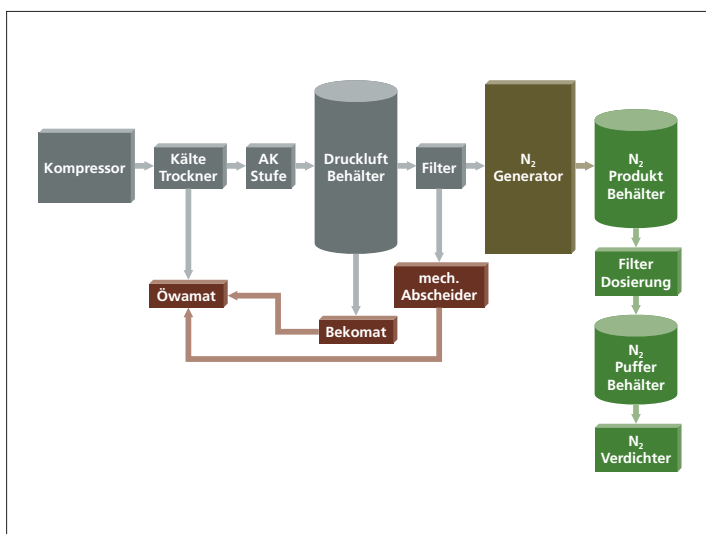 Kompressor
Kälte
Trockner
AK
Stufe
Druckluft
Behälter
Filter
N₂
Generator
N₂
Produkt
Behälter
Filter
Dosierung
N₂
Puffer
Behälter
N₂
Verdichter
Öwamat
Bekomat
mech.
Abscheider